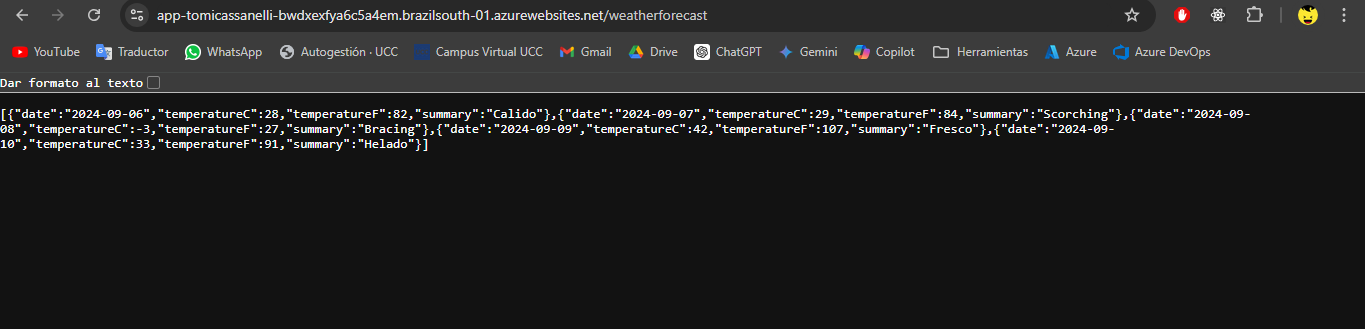 app-tomicassanelli-bwdxexfya6c5a4em.brazilsouth-01.azurewebsites.net/weatherforecast
YouTube Traductor WhatsApp Autogestión · UCC Campus Virtual UCC Gmail Drive ChatGPT Gemini Copilot Herramientas Azure Azure DevOps
Dar formato al texto
[{"date":"2024-09-06","temperatureC":28,"temperatureF":82,"summary":"Calido"},{"date":"2024-09-07","temperatureC":29,"temperatureF":84,"summary":"Scorching"},{"date":"2024-09-
08","temperatureC":-3,"temperatureF":27,"summary":"Bracing"},{"date":"2024-09-09","temperatureC":42,"temperatureF":107,"summary":"Fresco"},{"date":"2024-09-
10","temperatureC":33,"temperatureF":91,"summary":"Helado"}]